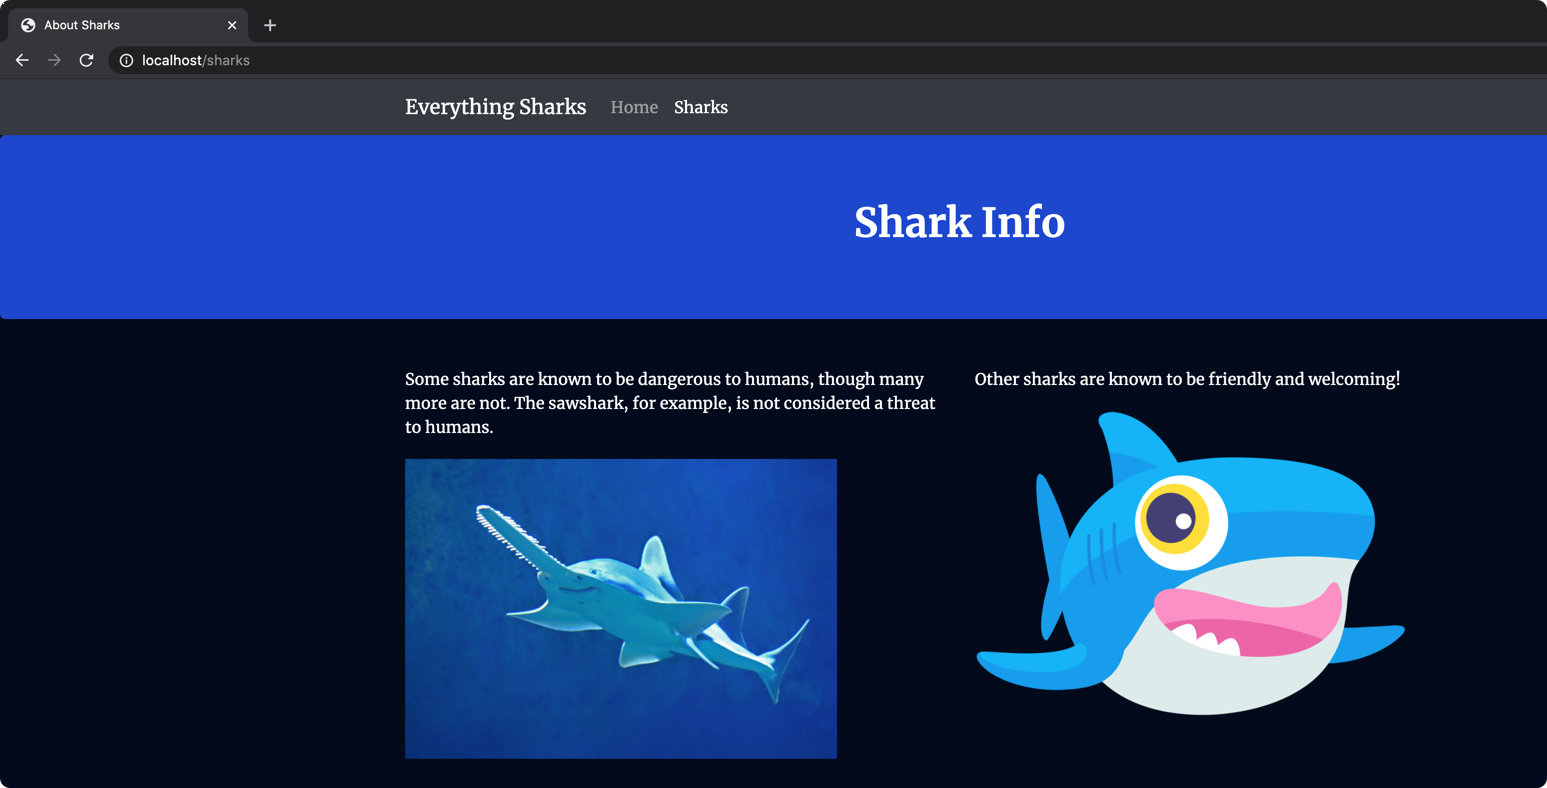 About Sharks
localhost/sharks
Everything Sharks Home Sharks
Shark Info
Some sharks are known to be dangerous to humans, though many
more are not. The sawshark, for example, is not considered a threat
to humans.
Other sharks are known to be friendly and welcoming!